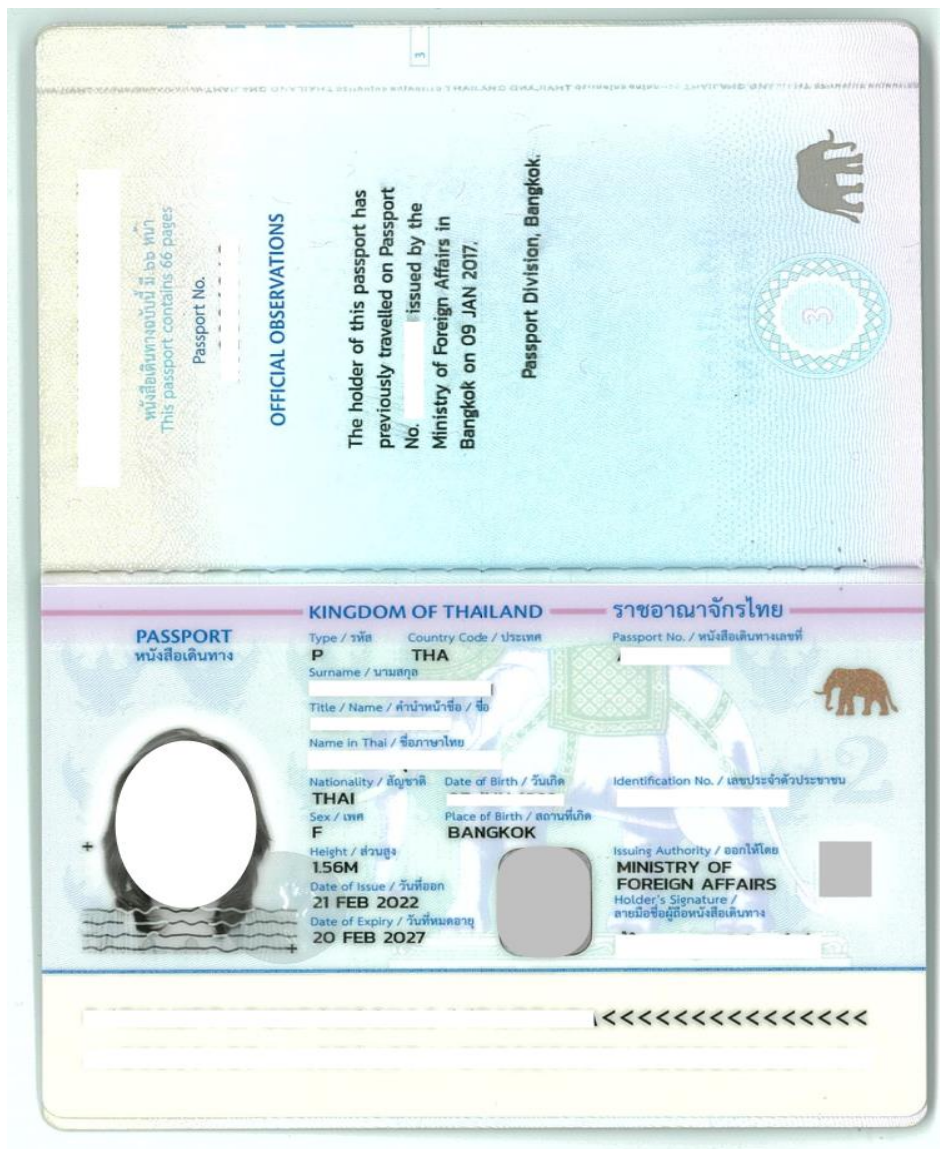 3
หนังสือเดินทางฉบับนี้ มี ๖๖ หน้า
This passport contains 66 pages
Passport No.
OFFICIAL OBSERVATIONS
The holder of this passport has
previously travelled on Passport
No. issued by the
Ministry of Foreign Affairs in
Bangkok on 09 JAN 2017.
Passport Division, Bangkok.
3
KINGDOM OF THAILAND ราชอาณาจักรไทย
PASSPORT
หนังสือเดินทาง
Type / รหัส Country Code / ประเทศ Passport No. / หนังสือเดินทางเลขที่
P THA
Surname / นามสกุล
Title / Name / คำนำหน้าชื่อ / ชื่อ
Name in Thai / ชื่อภาษาไทย
Nationality / สัญชาติ Date of Birth / วันเกิด Identification No. / เลขประจำตัวประชาชน
THAI
Sex / เพศ Place of Birth / สถานที่เกิด
F BANGKOK
Height / ส่วนสูง Issuing Authority / ออกให้โดย
1.56M MINISTRY OF
FOREIGN AFFAIRS
Date of Issue / วันที่ออก Holder's Signature /
21 FEB 2022 ลายมือชื่อผู้ถือหนังสือเดินทาง
Date of Expiry / วันที่หมดอายุ
20 FEB 2027
2
<<<<<<<<<<<<<<<